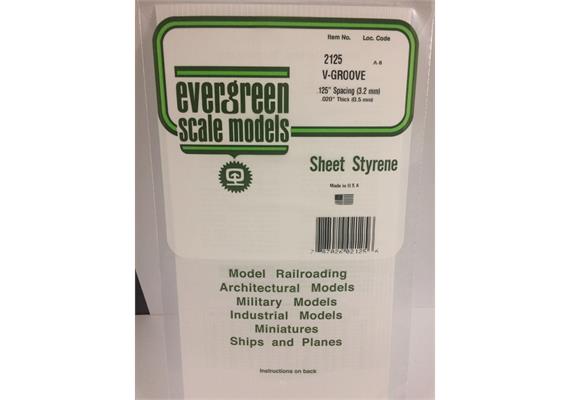 Item No. Loc. Code
2125 A-8
V-GROOVE
.125" Spacing (3.2 mm)
.020" Thick (0.5 mm)
evergreen
scale models
Sheet Styrene
Made in U S A
Model Railroading
Architectural Models
Military Models
Industrial Models
Miniatures
Ships and Planes
Instructions on back